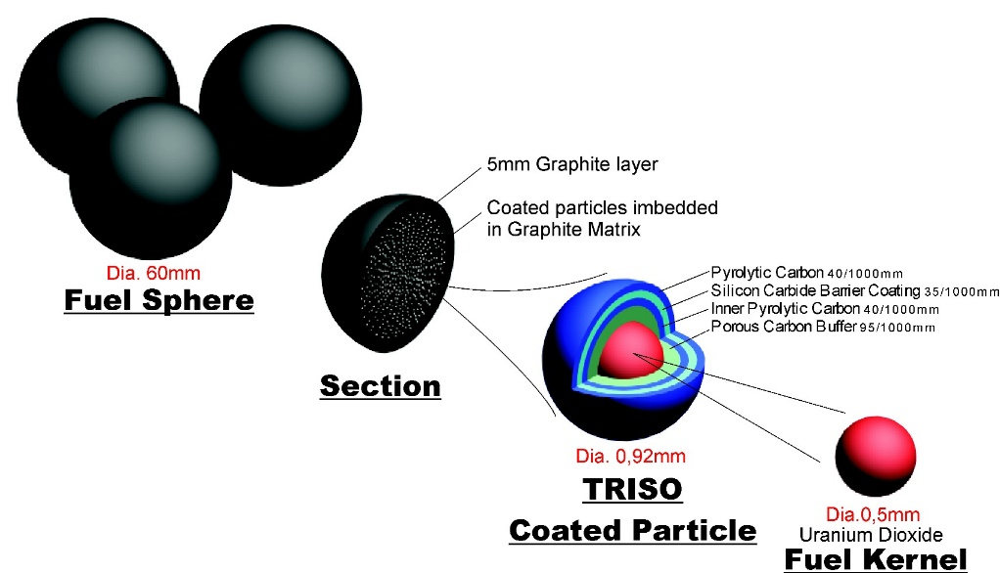 Dia. 60mm
Fuel Sphere
5mm Graphite layer
Coated particles imbedded
in Graphite Matrix
Section
Pyrolytic Carbon 40/1000mm
Silicon Carbide Barrier Coating 35/1000mm
Inner Pyrolytic Carbon 40/1000mm
Porous Carbon Buffer 95/1000mm
Dia. 0,92mm
TRISO
Coated Particle
Dia.0,5mm
Uranium Dioxide
Fuel Kernel